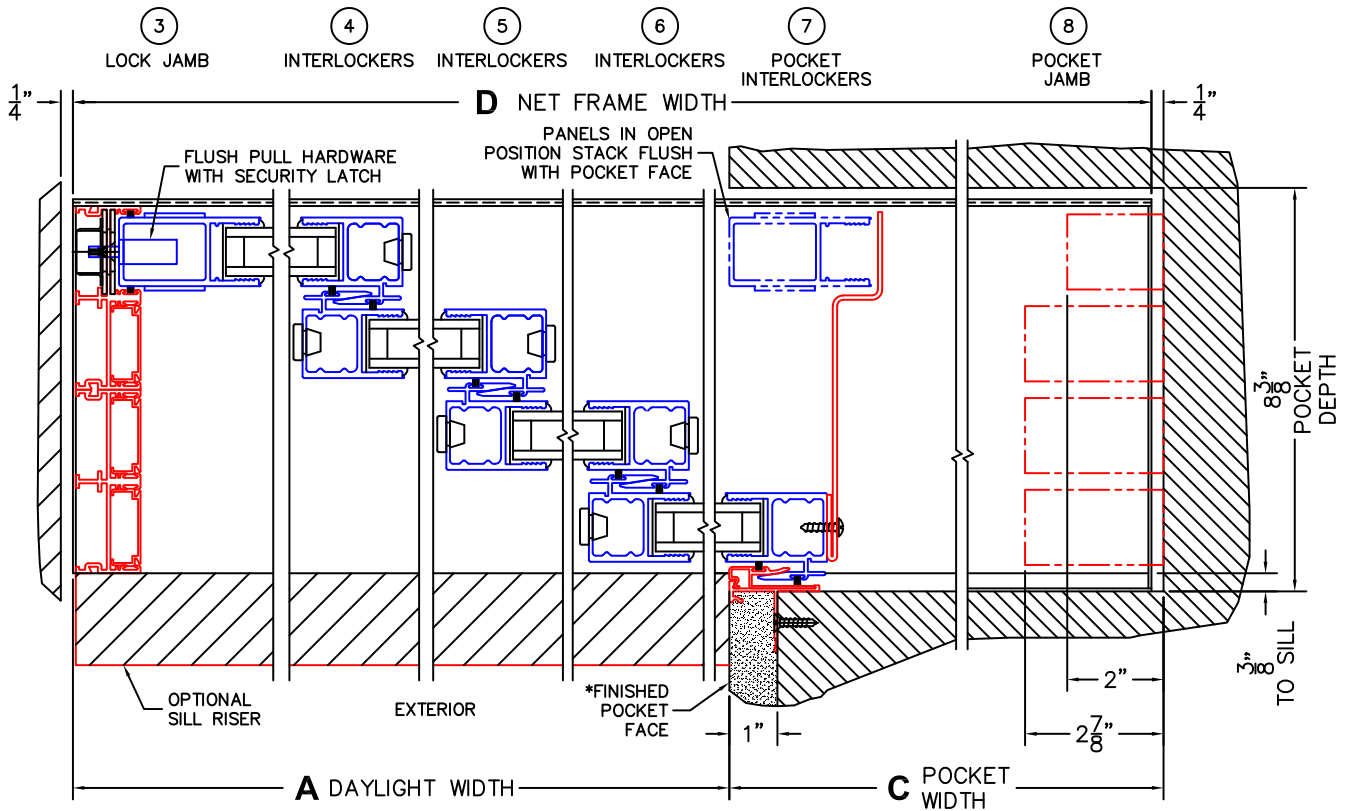 3
LOCK JAMB
4
INTERLOCKERS
5
INTERLOCKERS
6
INTERLOCKERS
7
POCKET
INTERLOCKERS
8
POCKET
JAMB
1/4"
D NET FRAME WIDTH
1/4"
FLUSH PULL HARDWARE
WITH SECURITY LATCH
PANELS IN OPEN
POSITION STACK FLUSH
WITH POCKET FACE
8 3/8"
POCKET
DEPTH
3/8"
TO SILL
OPTIONAL
SILL RISER
EXTERIOR
*FINISHED
POCKET
FACE
1"
2"
2 7/8"
A DAYLIGHT WIDTH
C POCKET
WIDTH